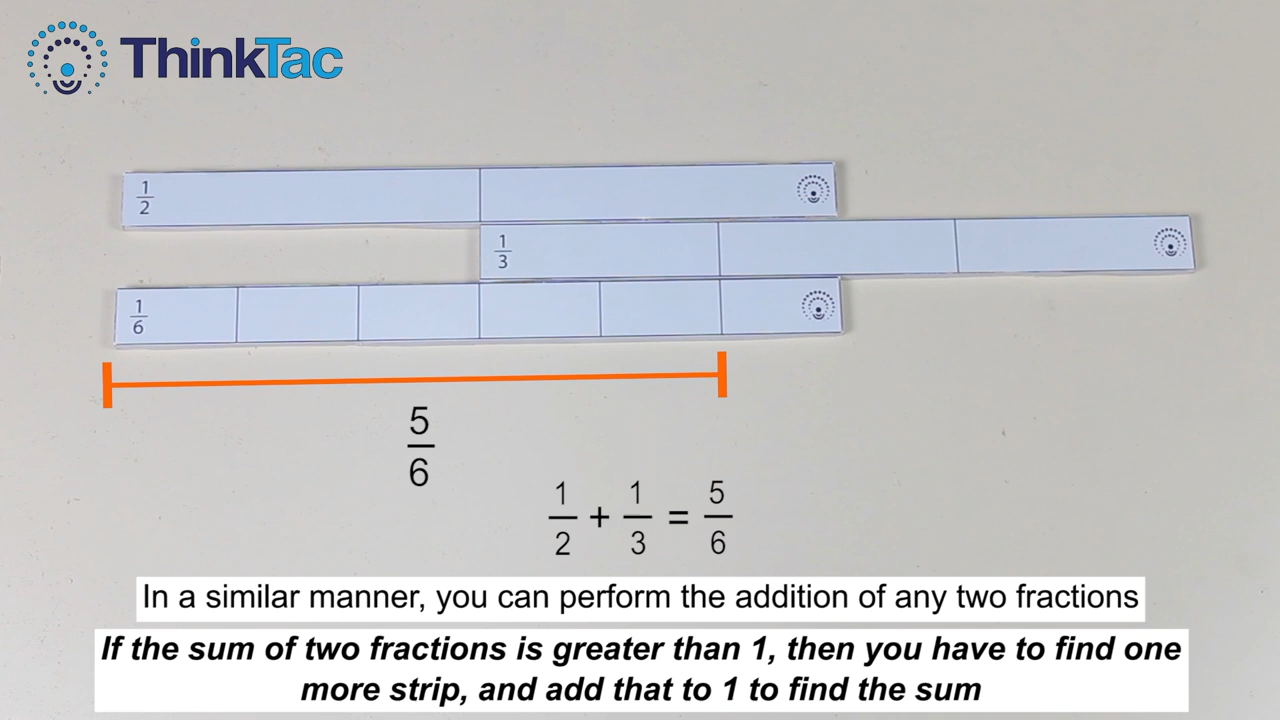 ThinkTac
1/2
1/3
1/6
5/6
1/2 + 1/3 = 5/6
In a similar manner, you can perform the addition of any two fractions
If the sum of two fractions is greater than 1, then you have to find one
more strip, and add that to 1 to find the sum